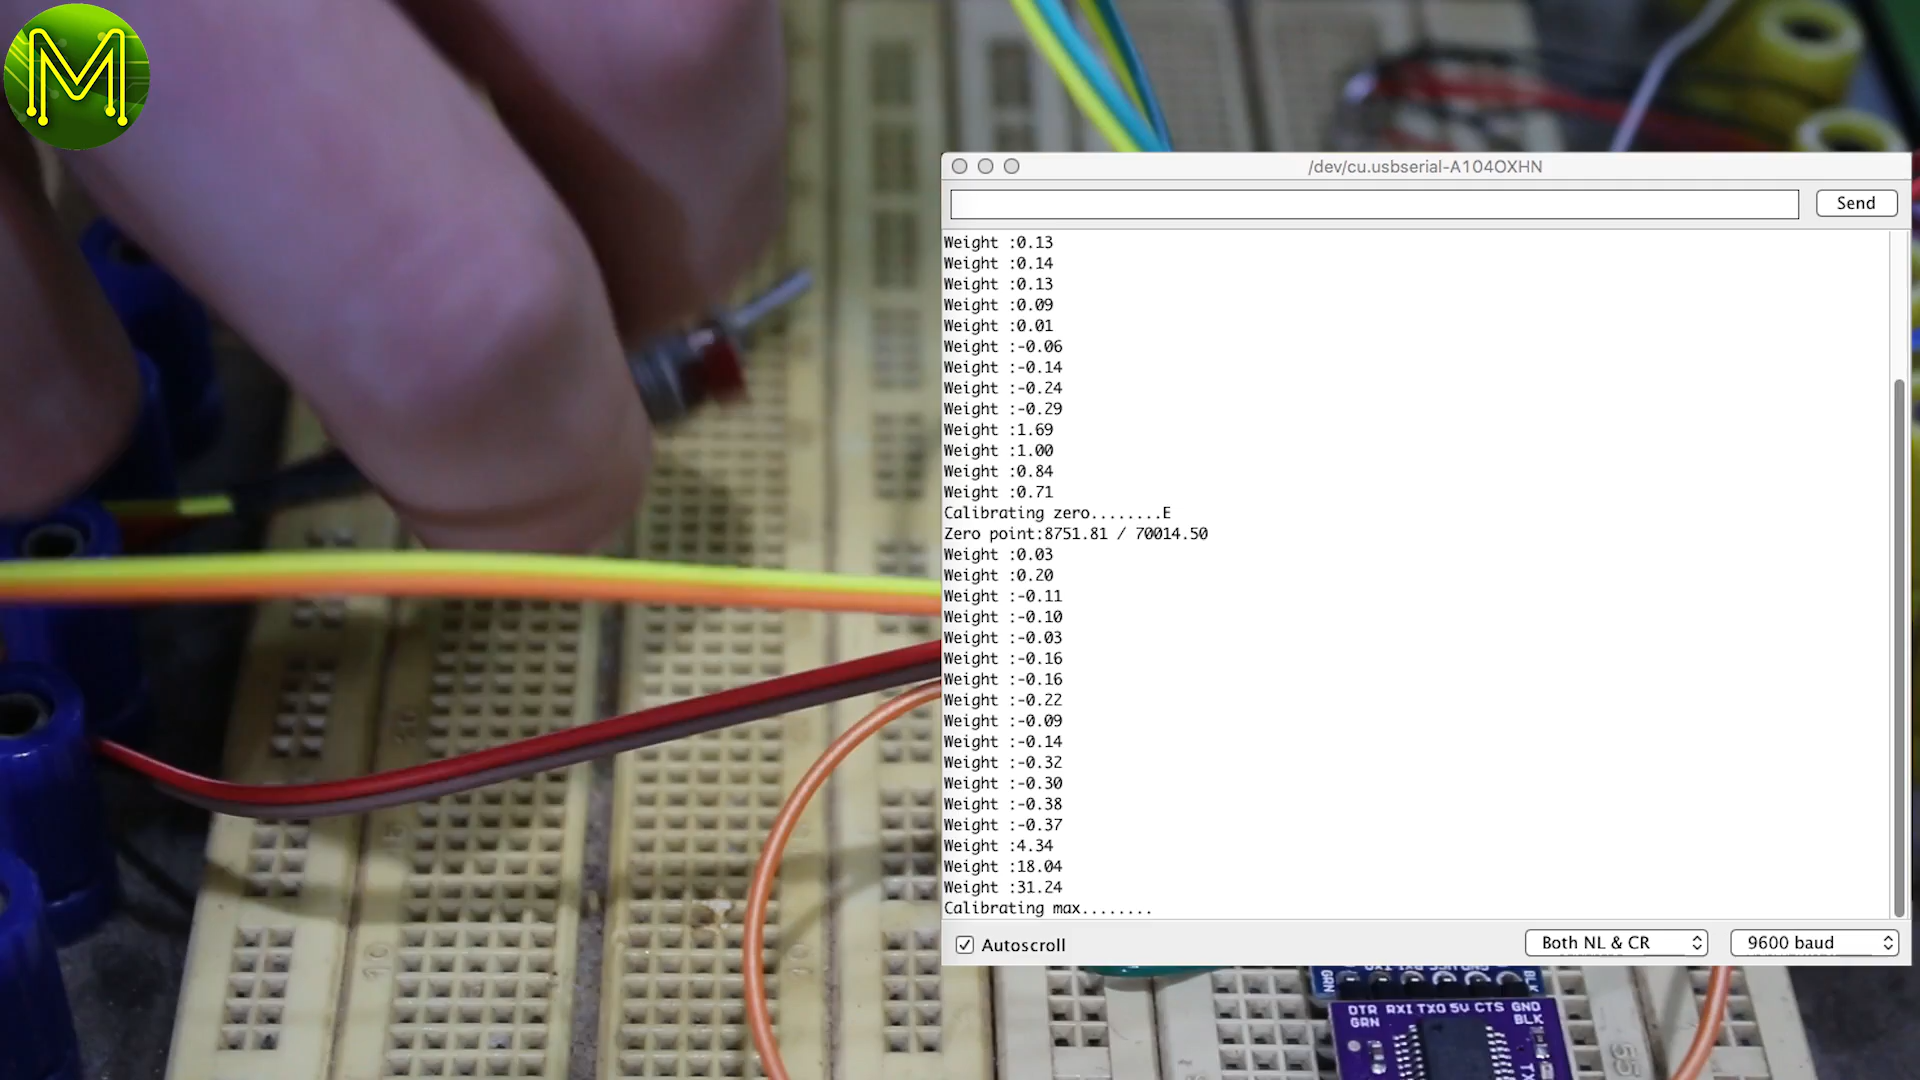 M
/dev/cu.usbserial-A104OXHN
Send
Weight :0.13
Weight :0.14
Weight :0.13
Weight :0.09
Weight :0.01
Weight :-0.06
Weight :-0.14
Weight :-0.24
Weight :-0.29
Weight :1.69
Weight :1.00
Weight :0.84
Weight :0.71
Calibrating zero........E
Zero point:8751.81 / 70014.50
Weight :0.03
Weight :0.20
Weight :-0.11
Weight :-0.10
Weight :-0.03
Weight :-0.16
Weight :-0.16
Weight :-0.22
Weight :-0.09
Weight :-0.14
Weight :-0.32
Weight :-0.30
Weight :-0.38
Weight :-0.37
Weight :4.34
Weight :18.04
Weight :31.24
Calibrating max........
Autoscroll
Both NL & CR
9600 baud
10
10
GRN
BLK
DTR RXI TXO 5V CTS GND
GRN BLK